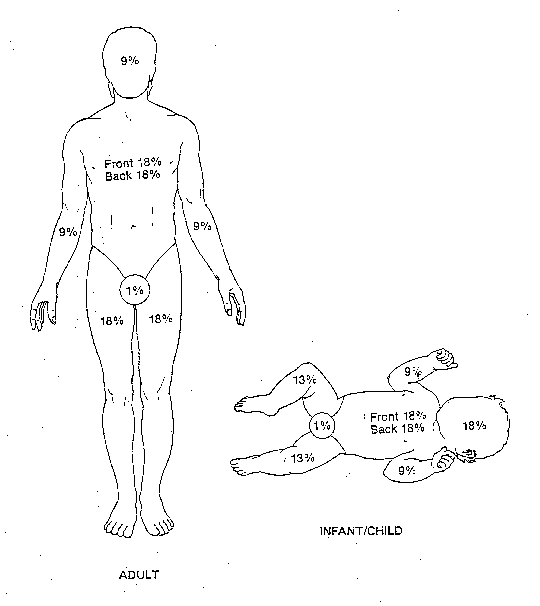 9%
Front 18%
Back 18%
9%
9%
1%
18%
18%
ADULT
13%
9%
1%
Front 18%
Back 18%
18%
13%
9%
INFANT/CHILD